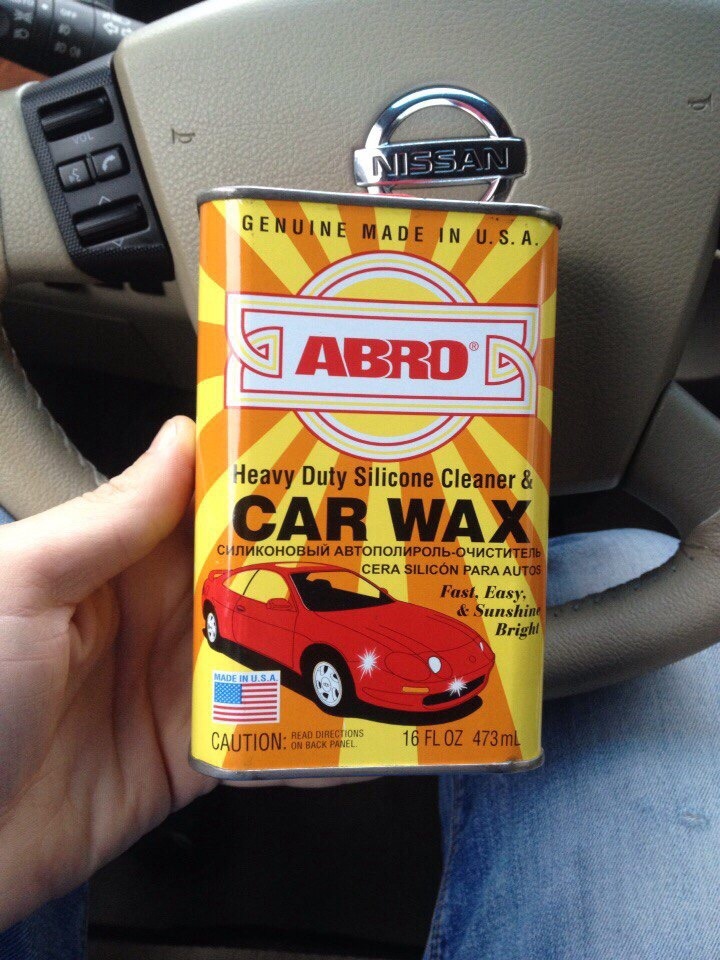 VOL
NISSAN
GENUINE MADE IN U.S.A.
ABRO®
Heavy Duty Silicone Cleaner &
CAR WAX
СИЛИКОНОВЫЙ АВТОПОЛИРОЛЬ-ОЧИСТИТЕЛЬ
CERA SILICÓN PARA AUTOS
Fast, Easy,
& Sunshine
Bright
MADE IN U.S.A.
CAUTION: READ DIRECTIONS
ON BACK PANEL.
16 FL OZ 473mL